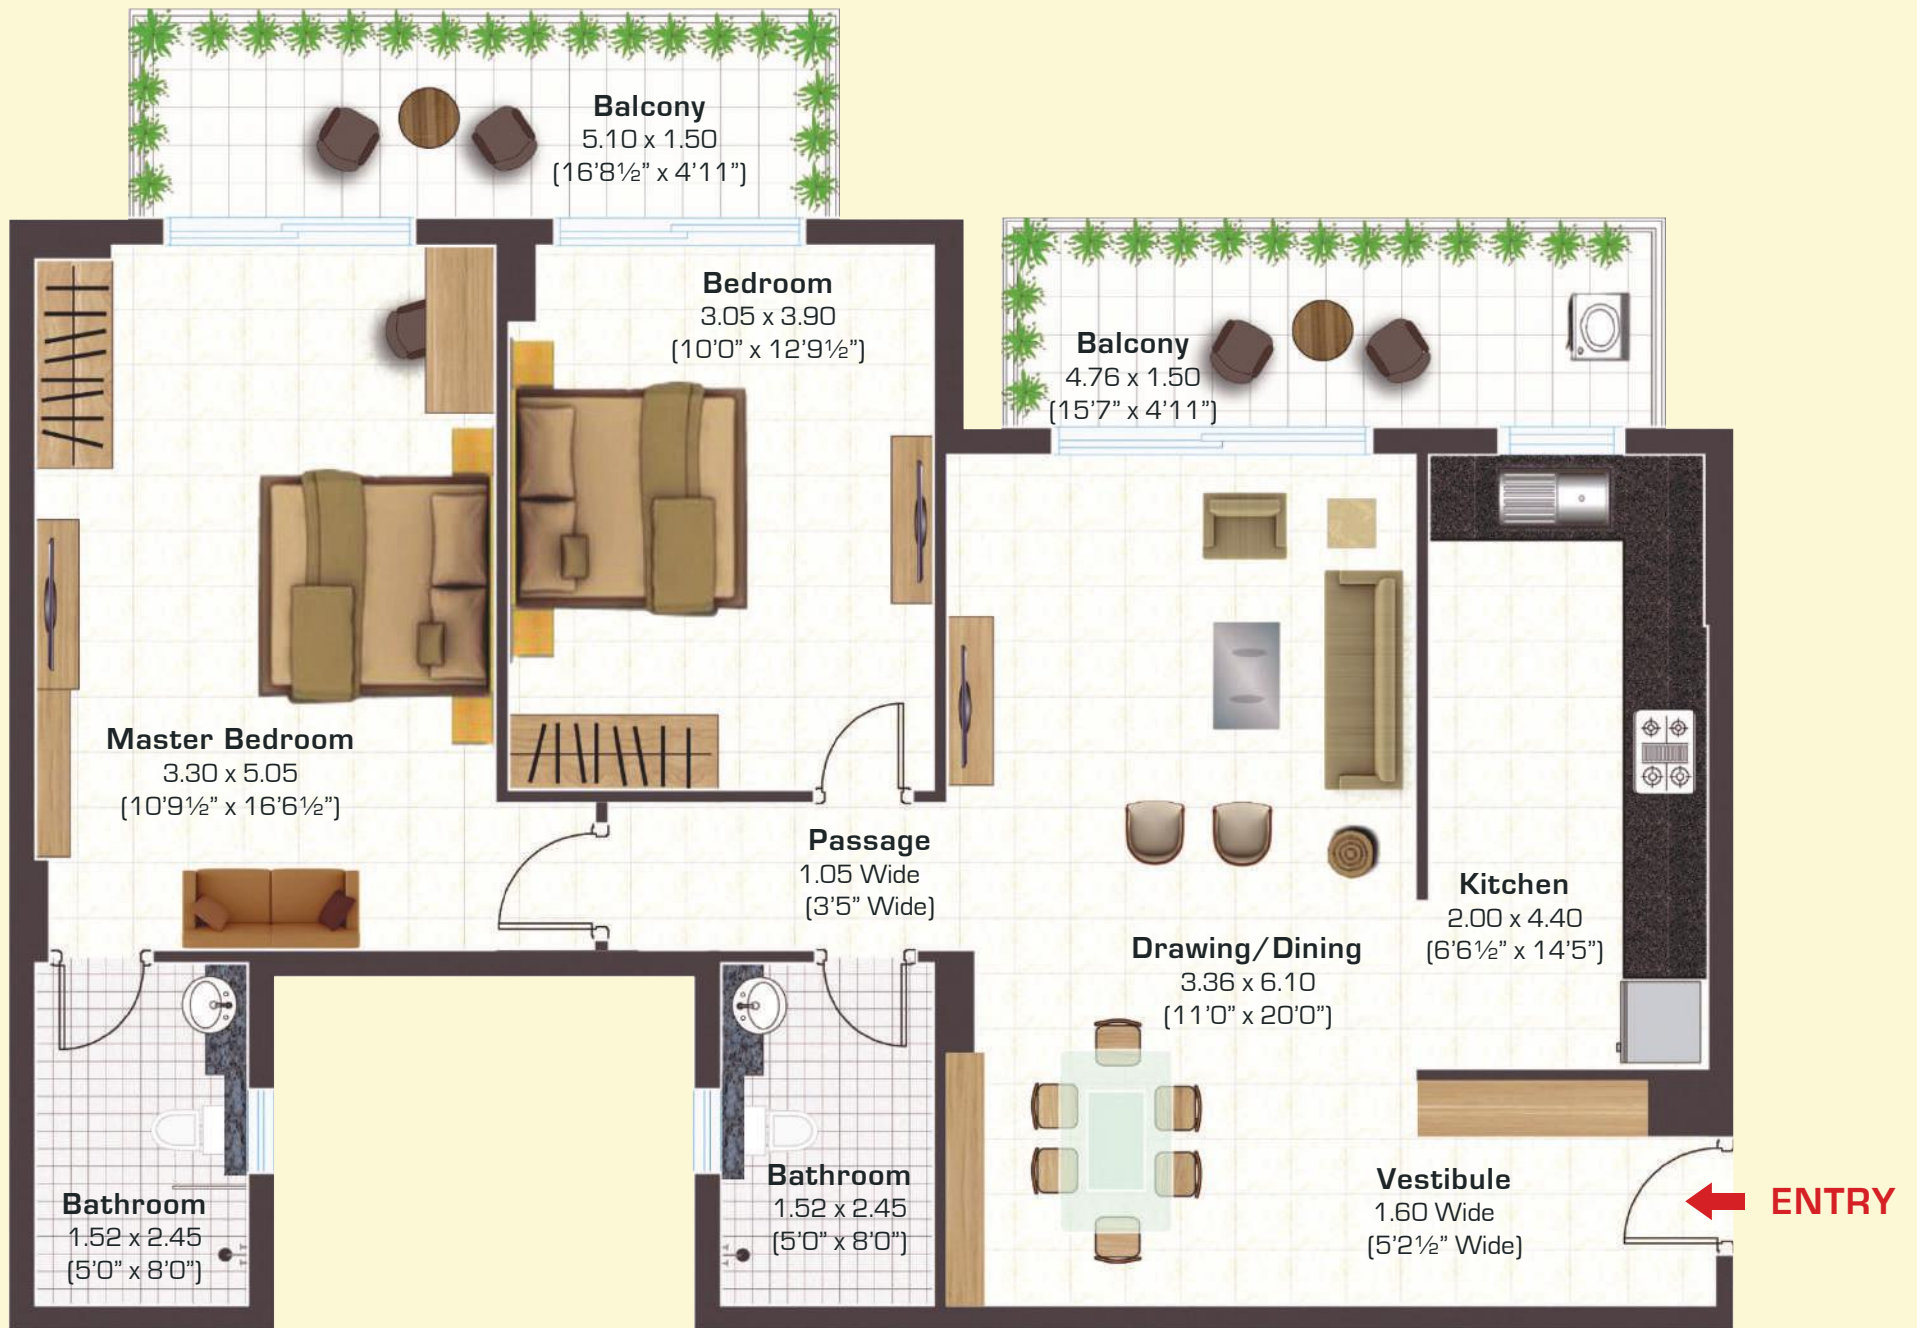 Balcony
5.10 x 1.50
(16'8½" x 4'11")
Bedroom
3.05 x 3.90
(10'0" x 12'9½")
Balcony
4.76 x 1.50
(15'7" x 4'11")
Master Bedroom
3.30 x 5.05
(10'9½" x 16'6½")
Passage
1.05 Wide
(3'5" Wide)
Kitchen
2.00 x 4.40
(6'6½" x 14'5")
Drawing/Dining
3.36 x 6.10
(11'0" x 20'0")
Bathroom
1.52 x 2.45
(5'0" x 8'0")
Bathroom
1.52 x 2.45
(5'0" x 8'0")
Vestibule
1.60 Wide
(5'2½" Wide)
ENTRY